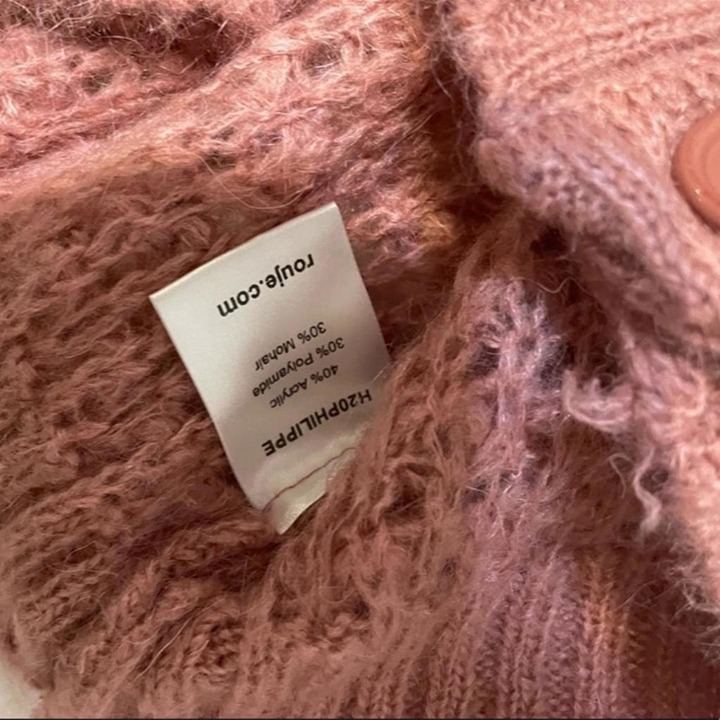 H20PHILIPPE
40% Acrylic
30% Polyamide
30% Mohair
rouje.com